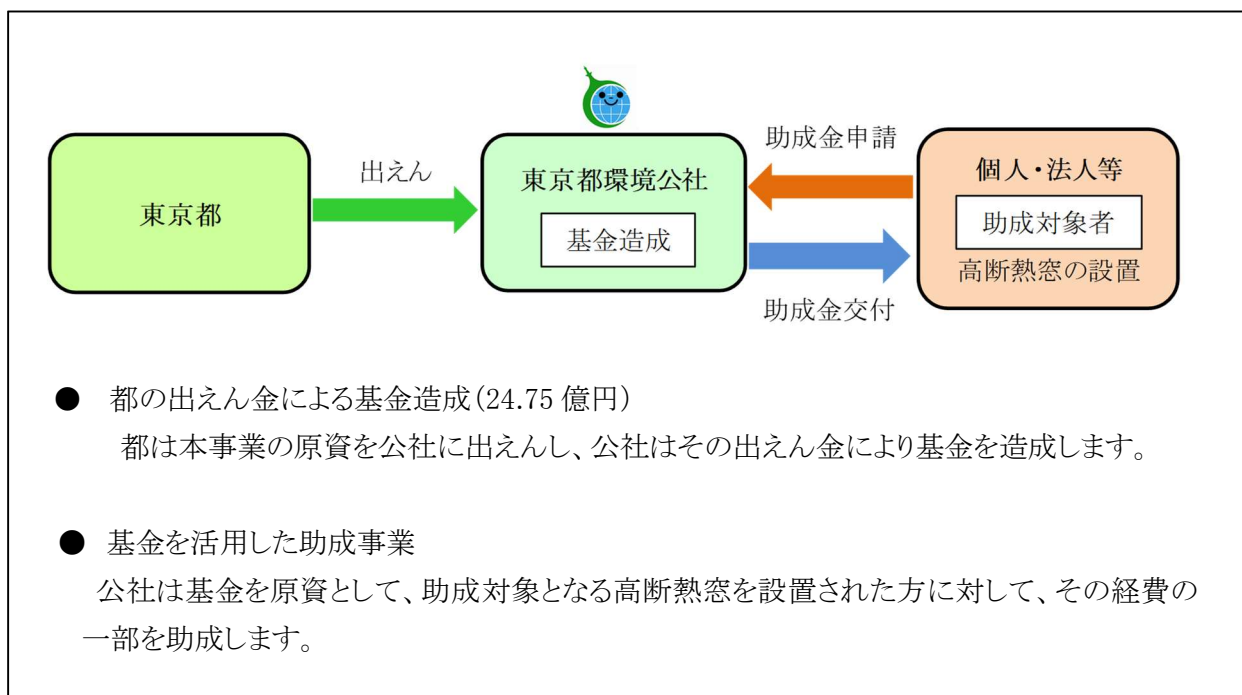 東京都
出えん
東京都環境公社
基金造成
助成金申請
助成金交付
個人・法人等
助成対象者
高断熱窓の設置
● 都の出えん金による基金造成(24.75 億円)
都は本事業の原資を公社に出えんし、公社はその出えん金により基金を造成します。
● 基金を活用した助成事業
公社は基金を原資として、助成対象となる高断熱窓を設置された方に対して、その経費の
一部を助成します。